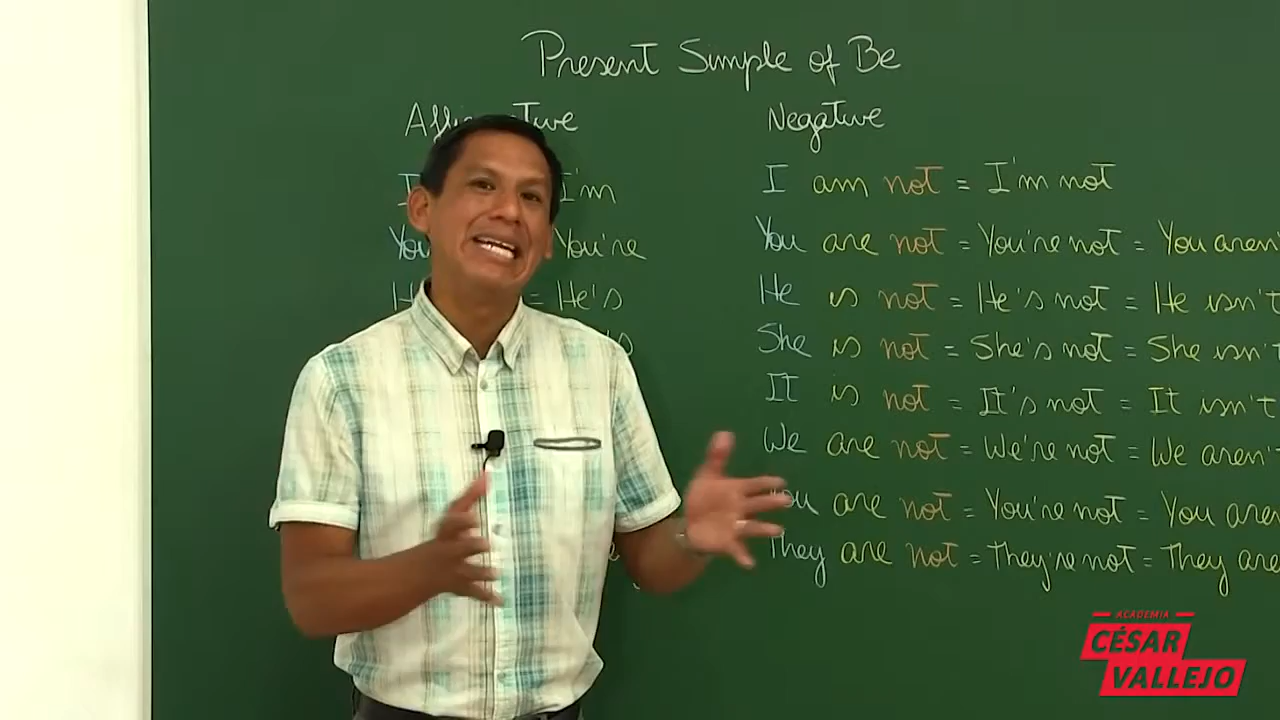 Present Simple of Be
Negative
I'm
I am not = I'm not
You're
You are not = You're not = You aren'
= He's
He is not = He's not = He isn't
She is not = She's not = She isn't
It is not = It's not = It isn't
We are not = We're not = We aren't
are not = You're not = You aren
They are not = They're not = They are
ACADEMIA
CÉSAR
VALLEJO